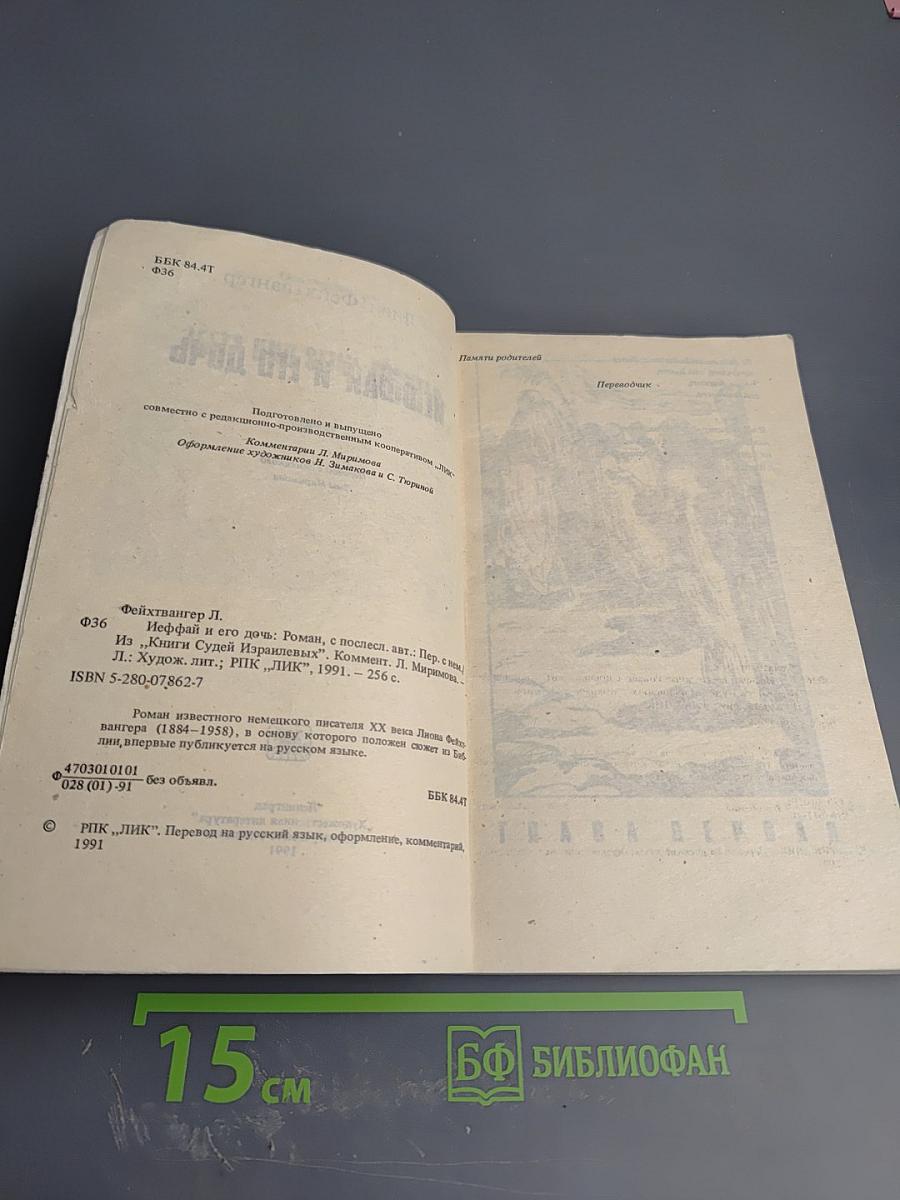 ББК 84.4Т
Ф36
Подготовлено и выпущено
совместно с редакционно-производственным кооперативом „ЛИК"
Комментарии Л. Миримова
Оформление художников Н. Зимакова и С. Тюриной
Фейхтвангер Л.
Ф36 Иеффай и его дочь: Роман, с послесл. авт.: Пер. с нем./
Из „Книги Судей Израилевых". Коммент. Л. Миримова. –
Л.: Худож. лит.; РПК „ЛИК", 1991. – 256 с.
ISBN 5-280-07862-7
Роман известного немецкого писателя XX века Лиона Фейхт-
вангера (1884–1958), в основу которого положен сюжет из Биб-
лии, впервые публикуется на русском языке.
Ф 4703010101 без объявл.
028 (01) -91
ББК 84.4Т
© РПК „ЛИК". Перевод на русский язык, оформление, комментарий,
1991
Памяти родителей
Переводчик
15 см
БФ БИБЛИОФАН